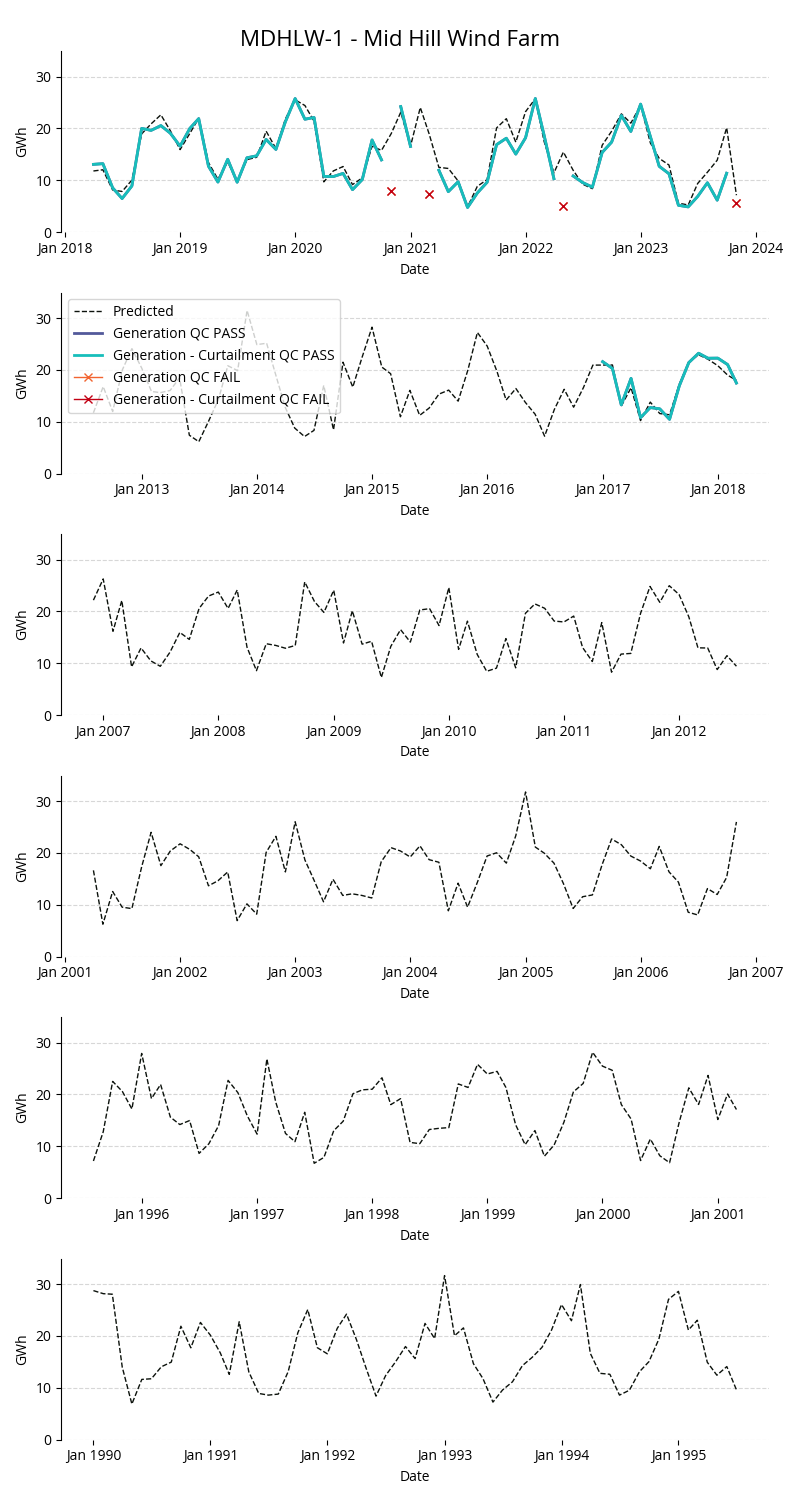 MDHLW-1 - Mid Hill Wind Farm
GWh
30
20
10
0
Jan 2018 Jan 2019 Jan 2020 Jan 2021 Jan 2022 Jan 2023 Jan 2024
Date
GWh
30
20
10
0
Predicted
Generation QC PASS
Generation - Curtailment QC PASS
Generation QC FAIL
Generation - Curtailment QC FAIL
Jan 2013 Jan 2014 Jan 2015 Jan 2016 Jan 2017 Jan 2018
Date
GWh
30
20
10
0
Jan 2007 Jan 2008 Jan 2009 Jan 2010 Jan 2011 Jan 2012
Date
GWh
30
20
10
0
Jan 2001 Jan 2002 Jan 2003 Jan 2004 Jan 2005 Jan 2006 Jan 2007
Date
GWh
30
20
10
0
Jan 1996 Jan 1997 Jan 1998 Jan 1999 Jan 2000 Jan 2001
Date
GWh
30
20
10
0
Jan 1990 Jan 1991 Jan 1992 Jan 1993 Jan 1994 Jan 1995
Date